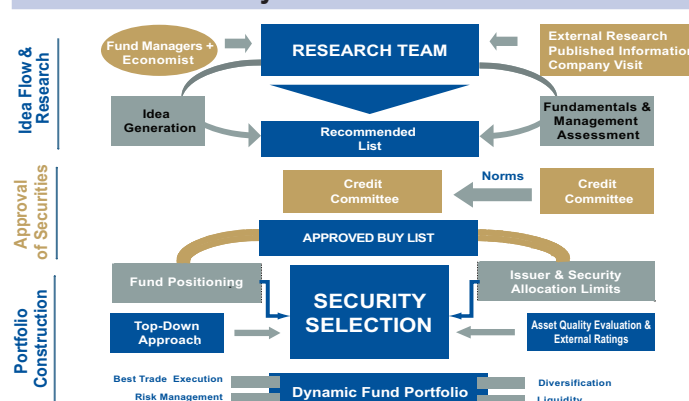 Fund Managers +
Economist
RESEARCH TEAM
External Research
Published Information
Company Visit
Idea Flow &
Research
Idea
Generation
Recommended
List
Fundamentals &
Management
Assessment
Approval
of Securities
Credit
Committee
Norms
Credit
Committee
APPROVED BUY LIST
Portfolio
Construction
Fund Positioning
SECURITY
SELECTION
Issuer & Security
Allocation Limits
Top-Down
Approach
Asset Quality Evaluation &
External Ratings
Best Trade Execution
Risk Management
Dynamic Fund Portfolio
Diversification
Liquidity